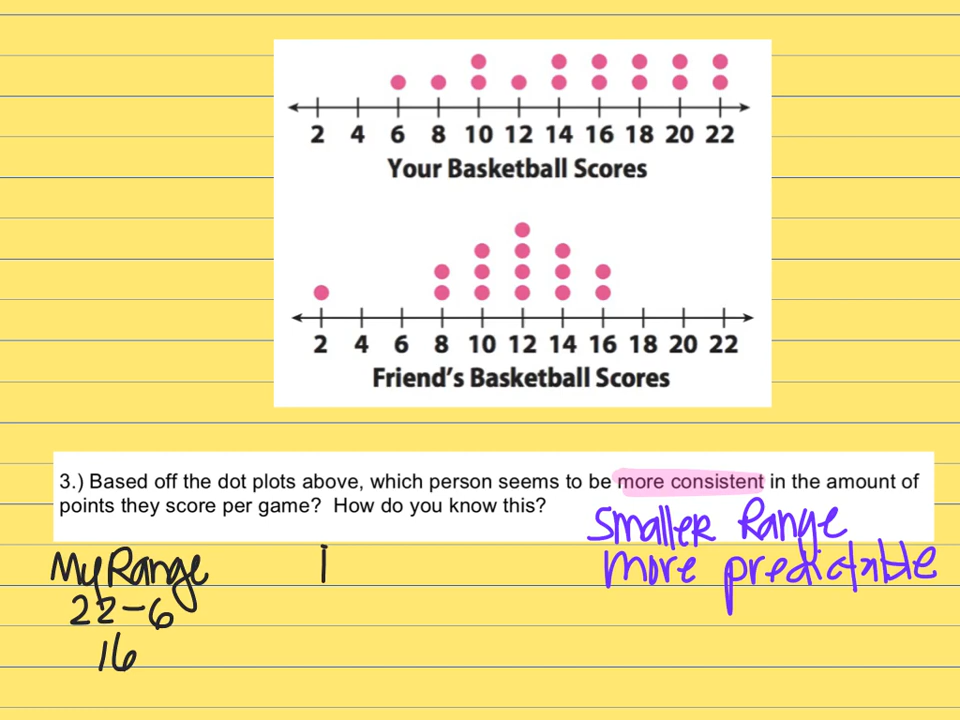 2 4 6 8 10 12 14 16 18 20 22
Your Basketball Scores
2 4 6 8 10 12 14 16 18 20 22
Friend's Basketball Scores
3.) Based off the dot plots above, which person seems to be more consistent in the amount of
points they score per game? How do you know this?
Smaller Range
more predictable
My Range
22-6
16